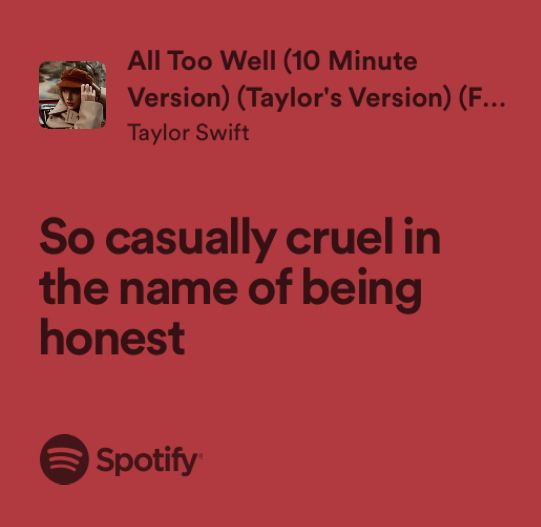 All Too Well (10 Minute
Version) (Taylor's Version) (F...
Taylor Swift
So casually cruel in
the name of being
honest
Spotify